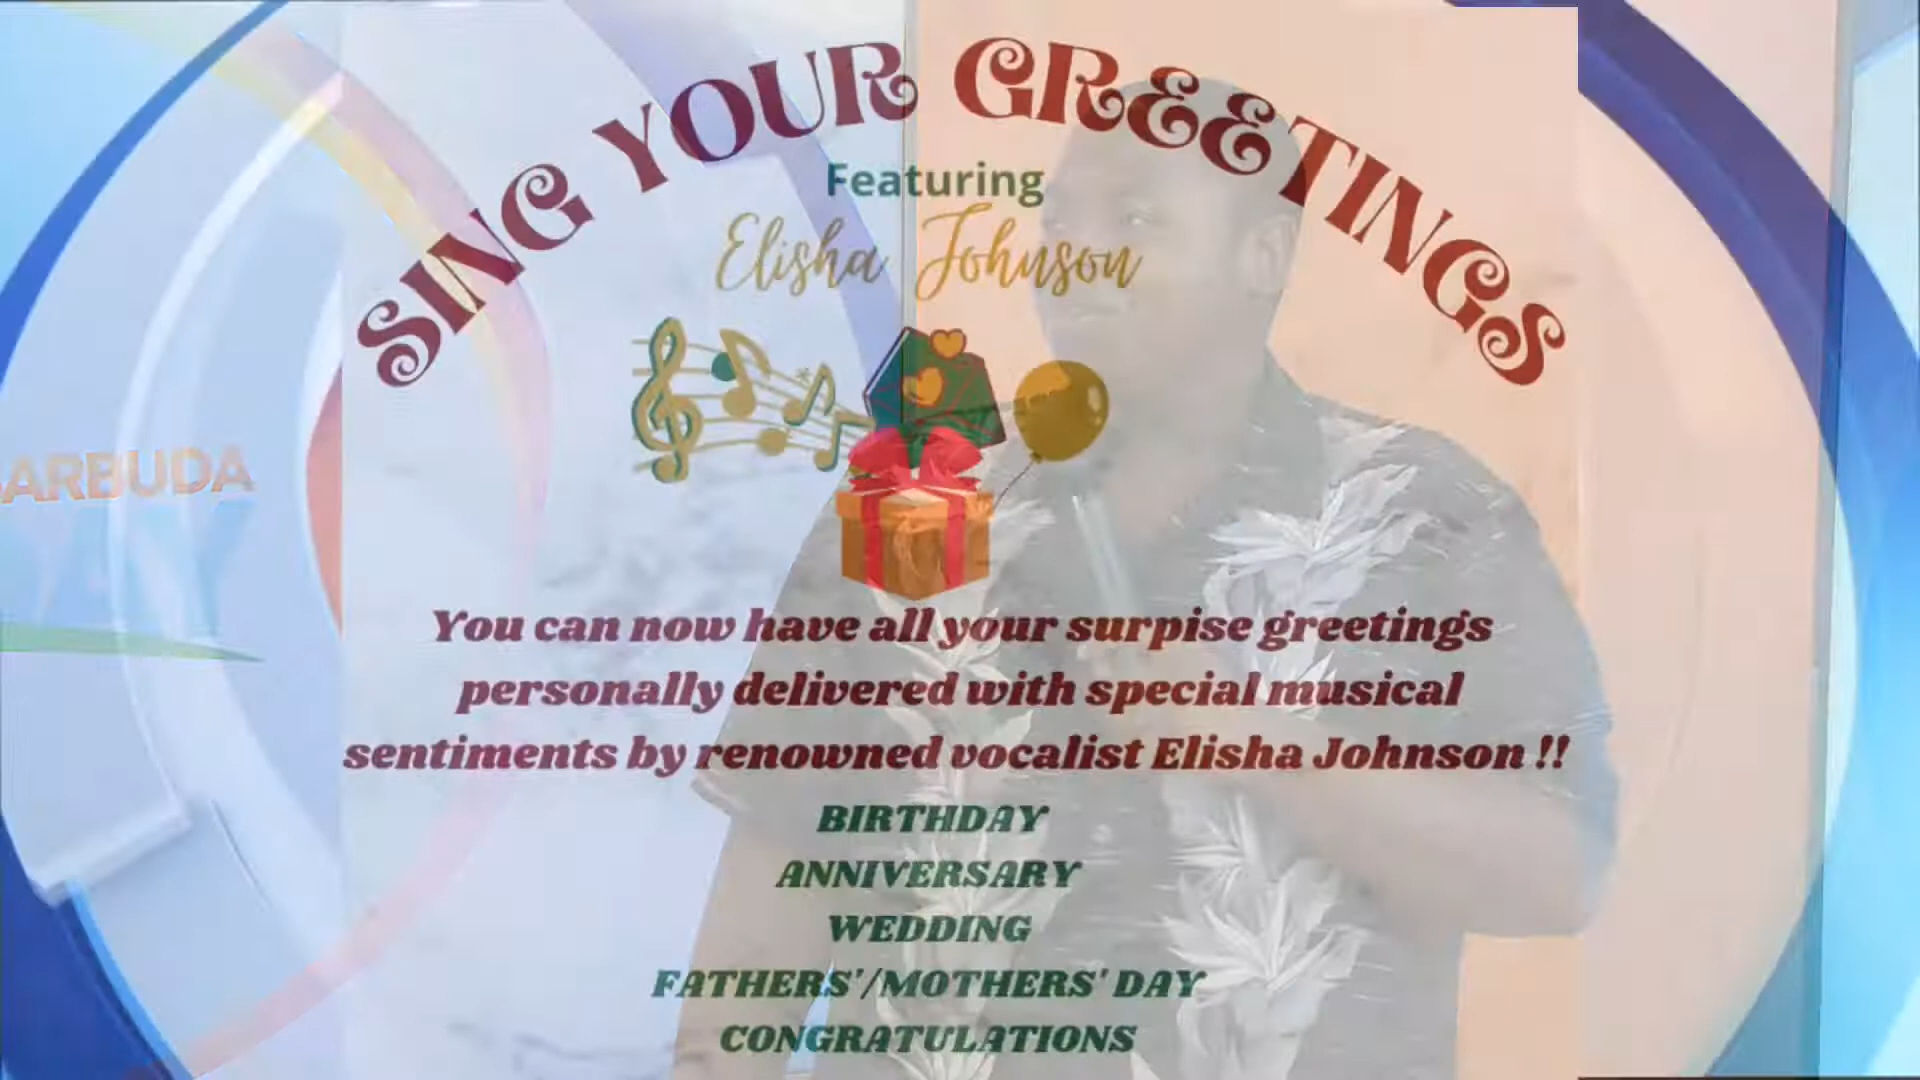 SING YOUR GREETINGS
Featuring
Elisha Johnson
ARBUDA
You can now have all your surpise greetings
personally delivered with special musical
sentiments by renowned vocalist Elisha Johnson !!
BIRTHDAY
ANNIVERSARY
WEDDING
FATHERS'/MOTHERS' DAY
CONGRATULATIONS